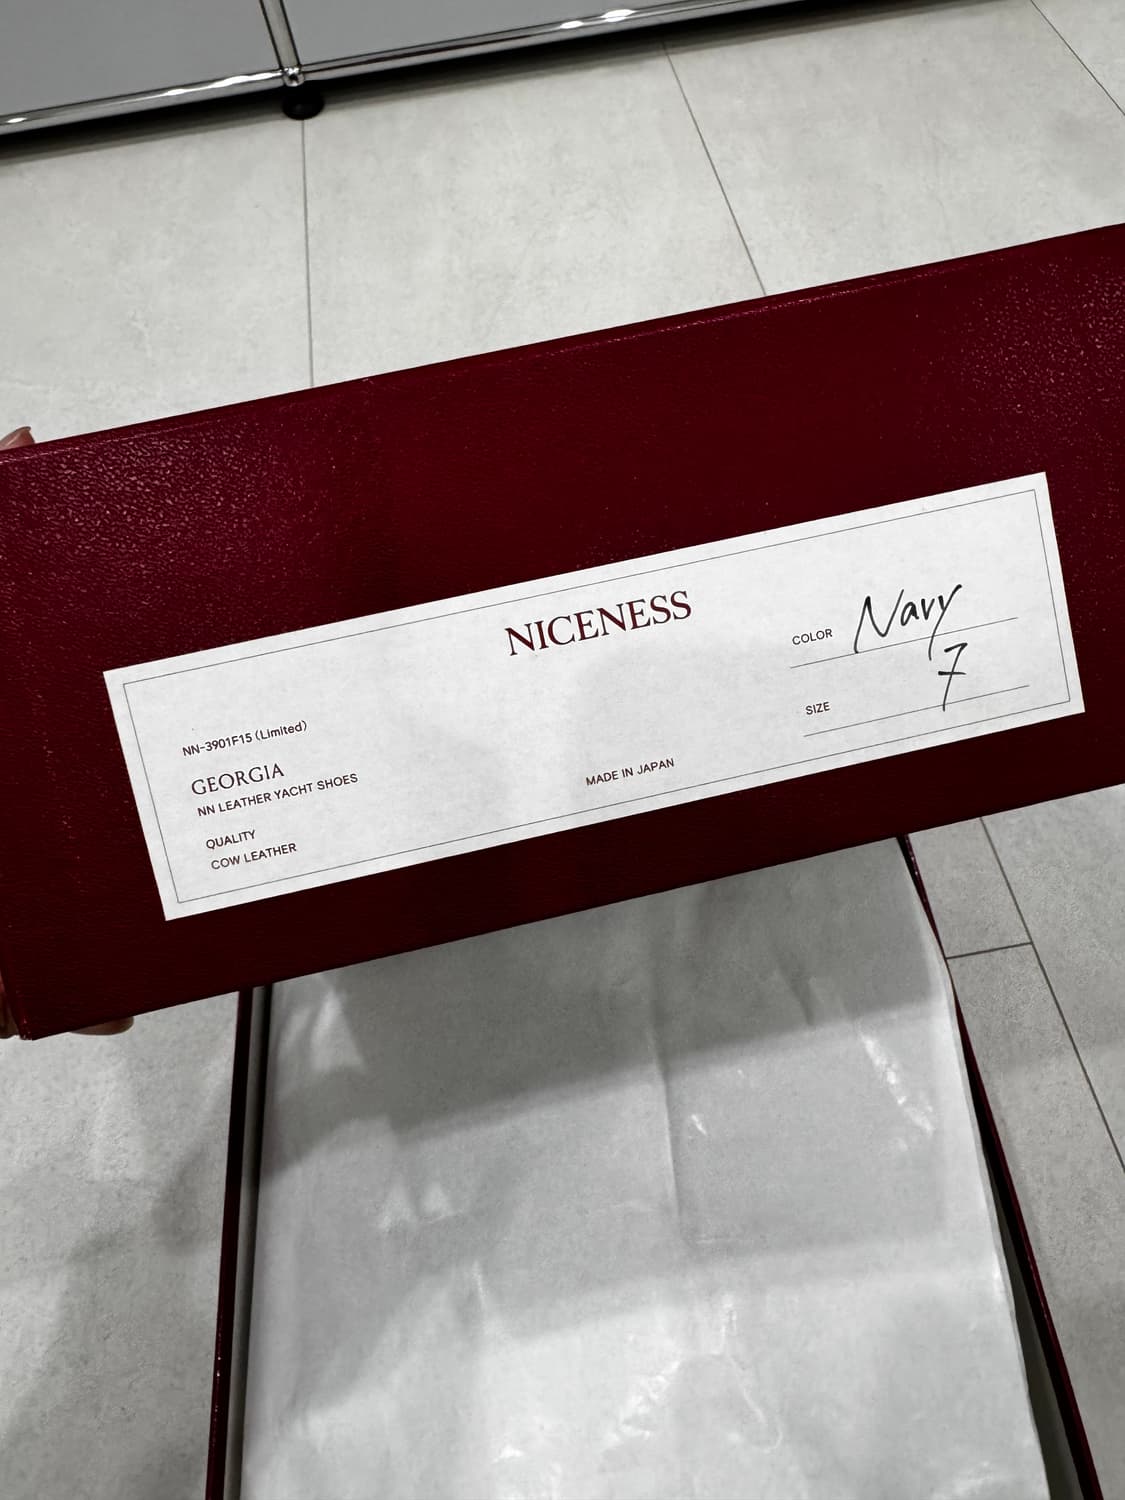 NICENESS
NN-3901F15 (Limited)
GEORGIA
NN LEATHER YACHT SHOES
QUALITY
COW LEATHER
MADE IN JAPAN
COLOR Navy
SIZE 7